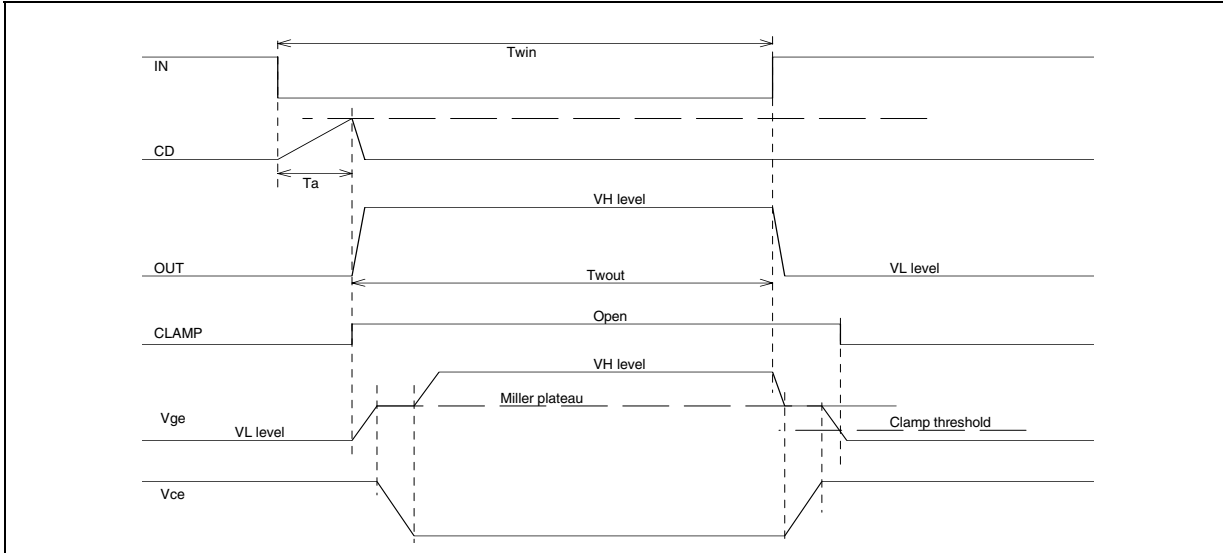 Twin
IN
CD
Ta
VH level
OUT
VL level
Twout
Open
CLAMP
VH level
Miller plateau
Vge
Clamp threshold
VL level
Vce